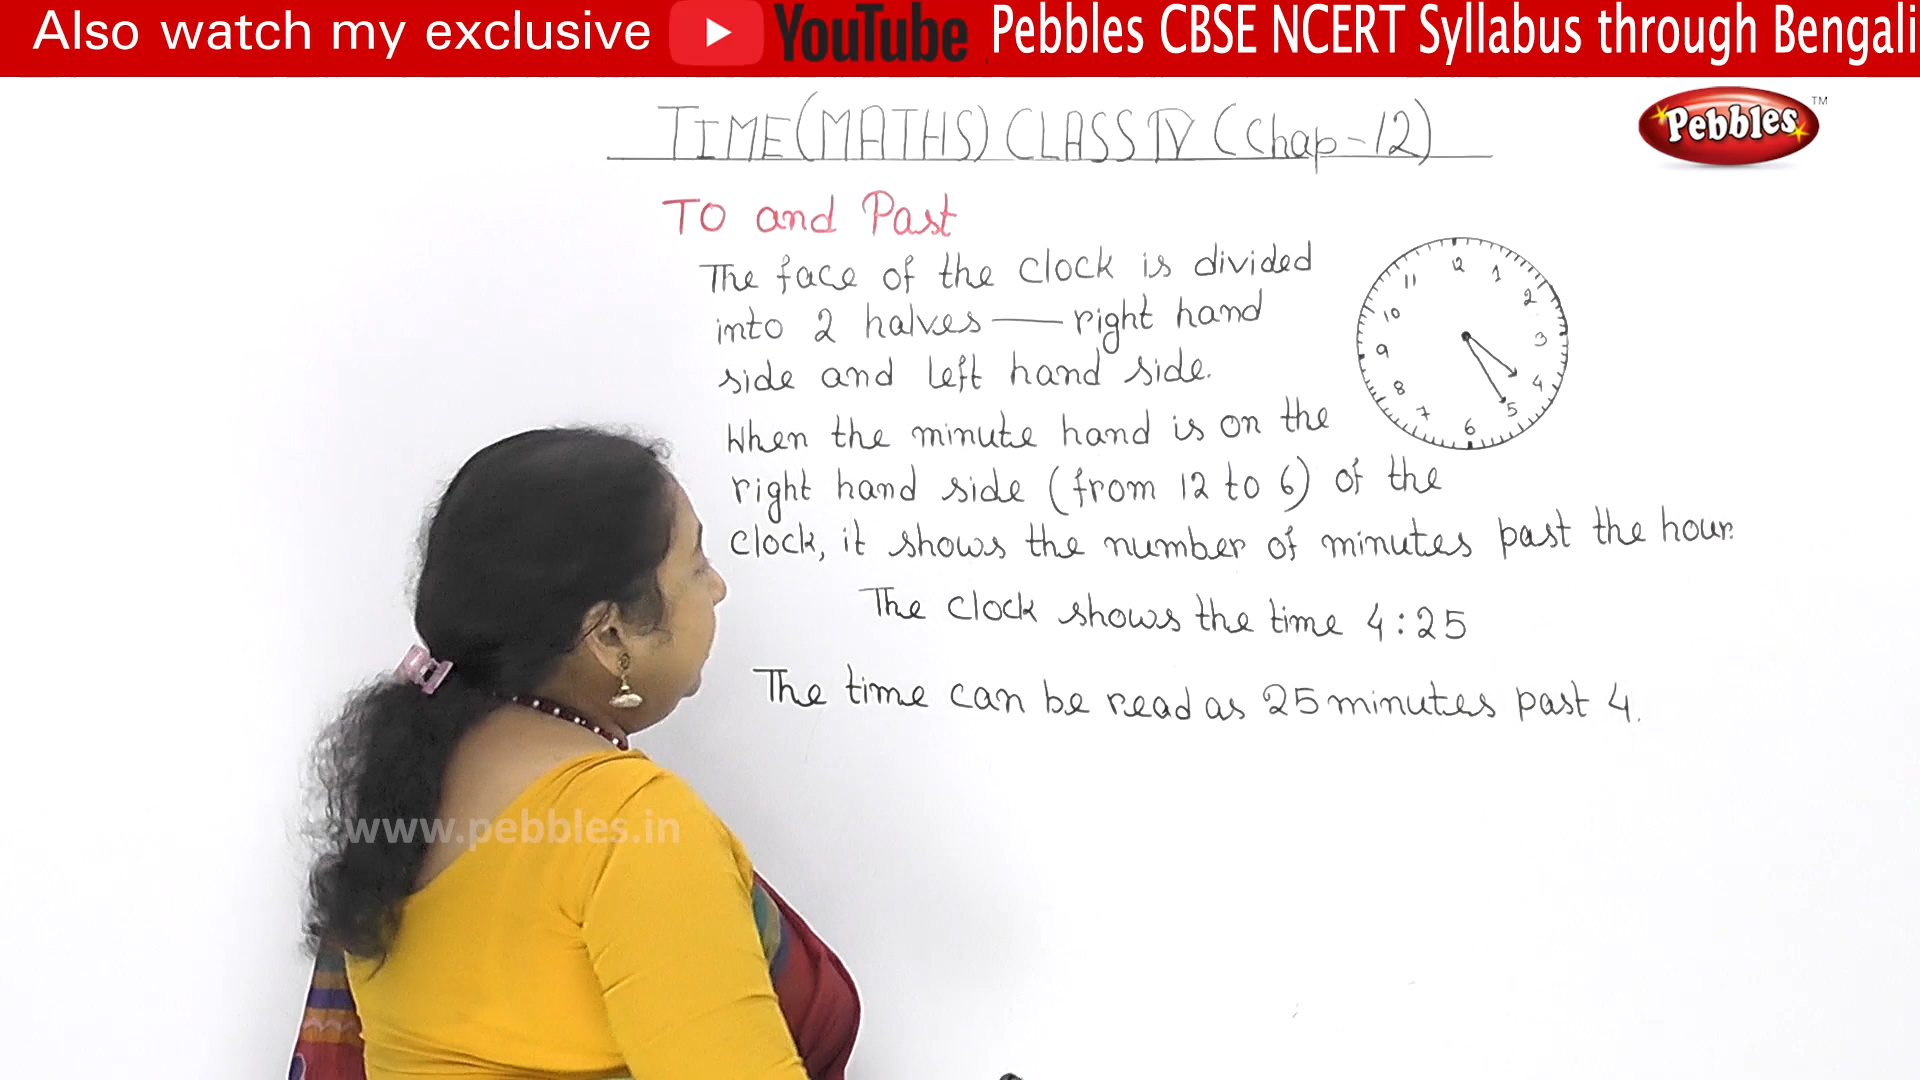 Also watch my exclusive YouTube Pebbles CBSE NCERT Syllabus through Bengali
TIME (MATHS) CLASS IV (Chap-12)
Pebbles TM
TO and Past
The face of the clock is divided
into 2 halves — right hand
side and left hand side.
When the minute hand is on the
right hand side (from 12 to 6) of the
clock, it shows the number of minutes past the hour.
12
1
2
3
4
5
6
7
8
9
10
11
The clock shows the time 4:25
The time can be read as 25 minutes past 4.
www.pebbles.in